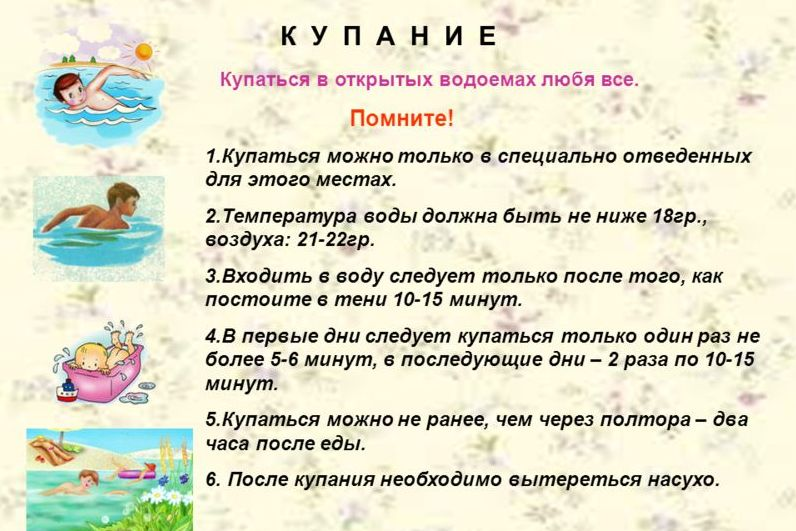 К У П А Н И Е
Купаться в открытых водоемах любя все.
Помните!
1.Купаться можно только в специально отведенных
для этого местах.
2.Температура воды должна быть не ниже 18гр.,
воздуха: 21-22гр.
3.Входить в воду следует только после того, как
постоите в тени 10-15 минут.
4.В первые дни следует купаться только один раз не
более 5-6 минут, в последующие дни – 2 раза по 10-15
минут.
5.Купаться можно не ранее, чем через полтора – два
часа после еды.
6. После купания необходимо вытереться насухо.